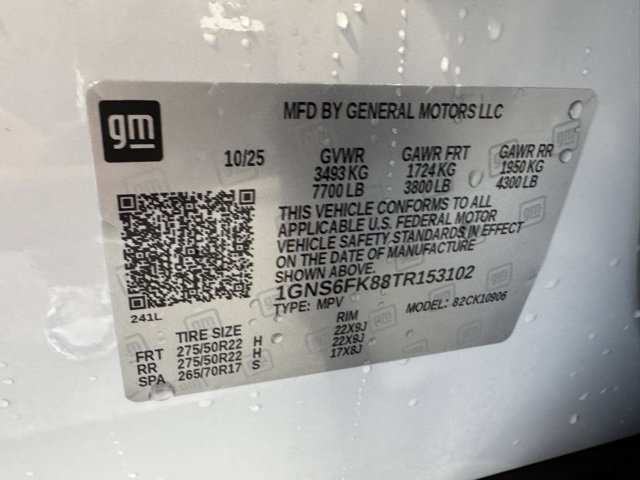 gm
MFD BY GENERAL MOTORS LLC
10/25 GVWR GAWR FRT GAWR RR
3493 KG 1724 KG 1950 KG
7700 LB 3800 LB 4300 LB
THIS VEHICLE CONFORMS TO ALL
APPLICABLE U.S. FEDERAL MOTOR
VEHICLE SAFETY STANDARDS IN EFFECT
ON THE DATE OF MANUFACTURE
SHOWN ABOVE.
1GNS6FK88TR153102
241L TYPE: MPV MODEL: 82CK10906
TIRE SIZE RIM
FRT 275/50R22 H 22X9J
RR 275/50R22 H 22X9J
SPA 265/70R17 S 17X8J